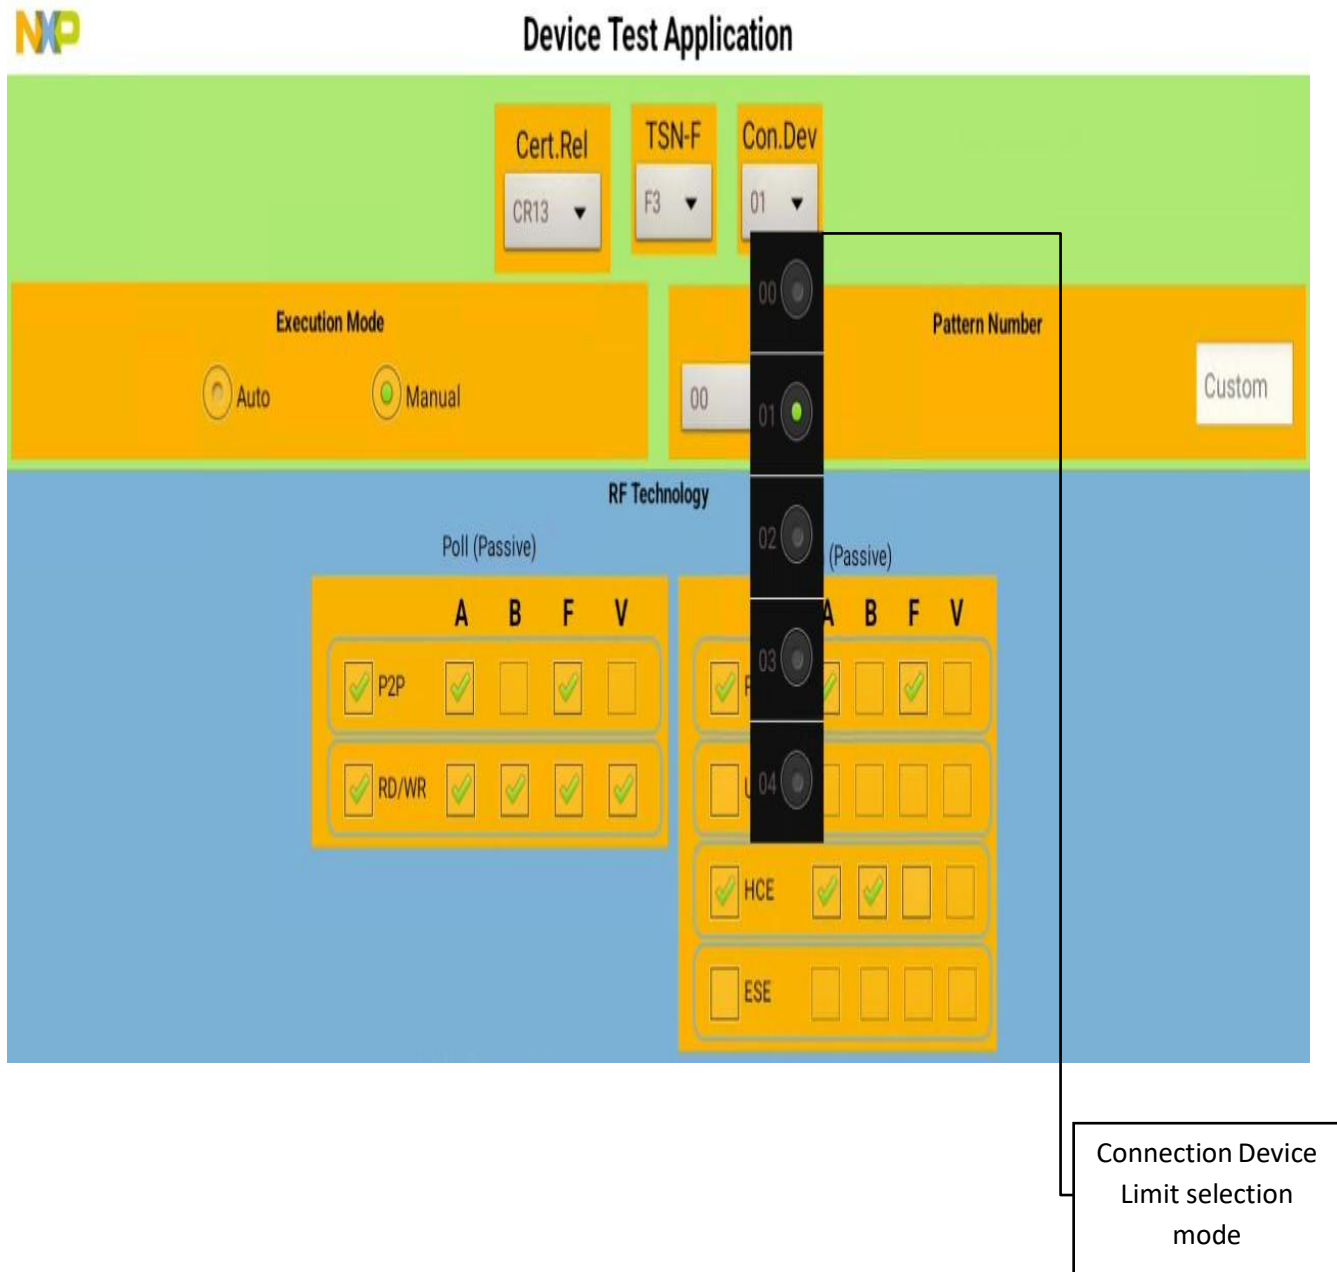 NXP
Device Test Application
Cert.Rel TSN-F Con.Dev
CR13 F3 01
00
Execution Mode Pattern Number
Auto Manual 00 01 Custom
RF Technology
02
Poll (Passive) (Passive)
A B F V A B F V
P2P 03
RD/WR 04
HCE
ESE
Connection Device
Limit selection
mode